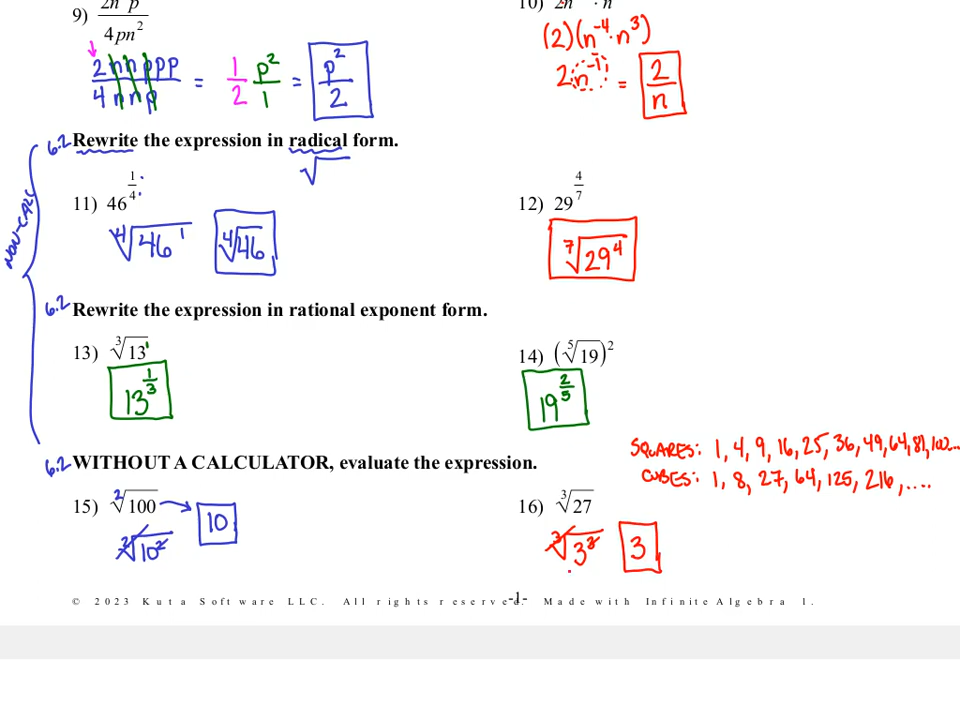 9) 2n p
4pn²
2nnppp / 4nnp = 1/2 p²/1 = p²/2
10) 2n · n
(2)(n⁻⁴·n³)
2·n⁻¹ = 2/n
6.2 Rewrite the expression in radical form.
√
NON-CALC
11) 46^(1/4)
⁴√46¹ ⁴√46
12) 29^(4/7)
⁷√29⁴
6.2 Rewrite the expression in rational exponent form.
13) ³√13¹
13^(1/3)
14) (⁵√19)²
19^(2/5)
SQUARES: 1, 4, 9, 16, 25, 36, 49, 64, 81, 100...
CUBES: 1, 8, 27, 64, 125, 216, ....
6.2 WITHOUT A CALCULATOR, evaluate the expression.
15) ²√100 → 10
²√10²
16) ³√27
³√3³ 3
© 2023 Kuta Software LLC. All rights reserved. Made with Infinite Algebra 1.
-1-